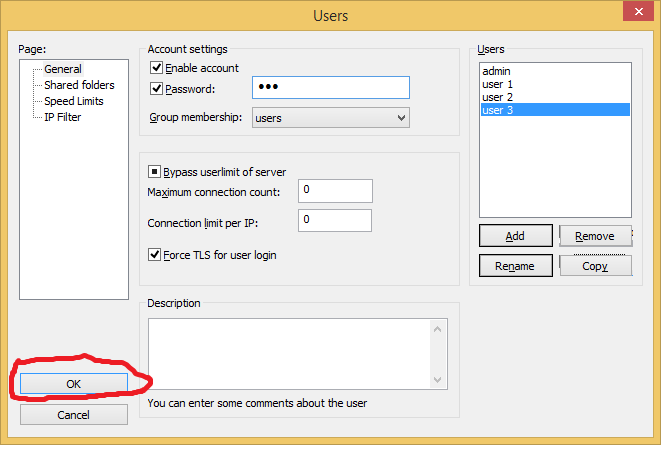 Users
Page:
General
Shared folders
Speed Limits
IP Filter
OK
Cancel
Account settings
Enable account
Password:
Group membership:
users
Bypass userlimit of server
Maximum connection count:
0
Connection limit per IP:
0
Force TLS for user login
Description
You can enter some comments about the user
Users
admin
user 1
user 2
user 3
Add
Remove
Rename
Copy